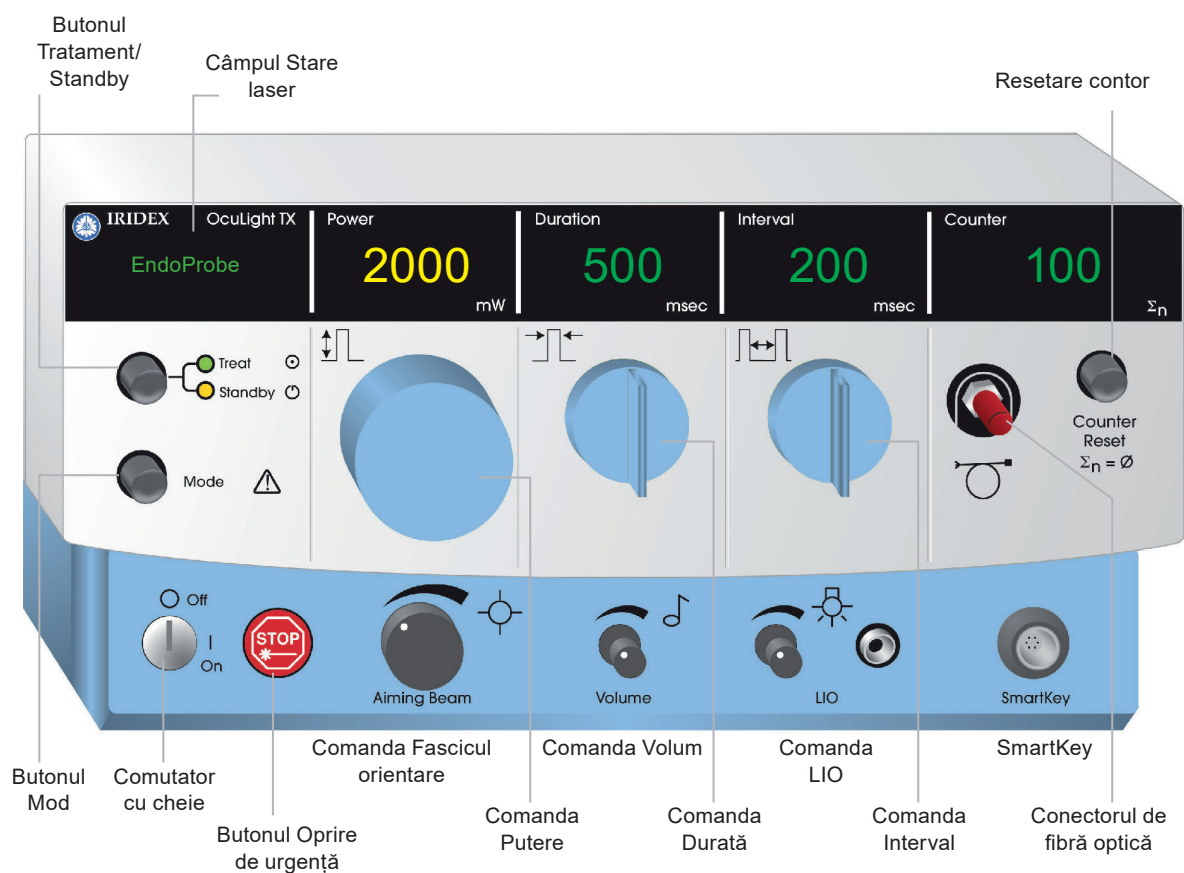 Butonul
Tratament/
Standby
Câmpul Stare
laser
Resetare contor
IRIDEX OcuLight TX
EndoProbe
Power
2000
mW
Duration
500
msec
Interval
200
msec
Counter
100
Σn
Treat
Standby
Mode
Counter
Reset
Σn = Ø
Off
On
STOP
Aiming Beam
Volume
LIO
SmartKey
Butonul
Mod
Comutator
cu cheie
Butonul Oprire
de urgență
Comanda Fascicul
orientare
Comanda Putere
Comanda Volum
Comanda
Durată
Comanda
LIO
Comanda
Interval
SmartKey
Conectorul de
fibră optică